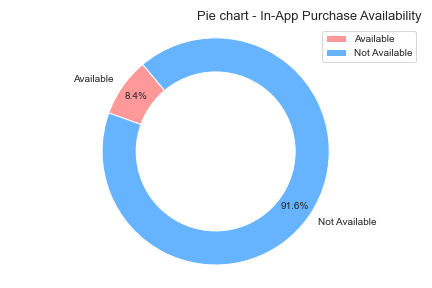 Pie chart - In-App Purchase Availability
Available
Not Available
Available
8.4%
91.6%
Not Available